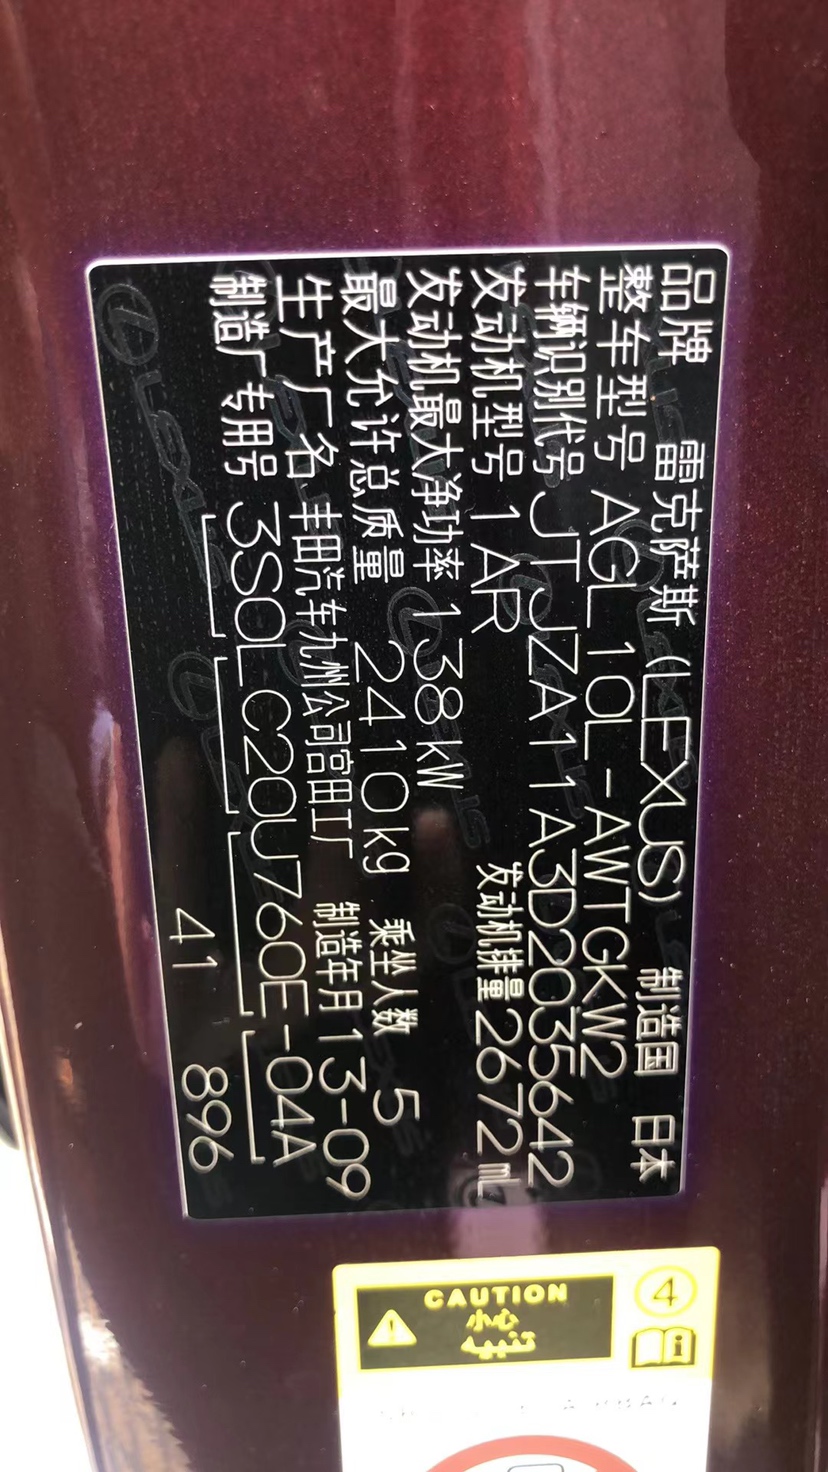 品牌 雷克萨斯 (LEXUS) 制造国 日本
整车型号 AGL10L-AWTGKW2
车辆识别代号 JTJZA11A3D2035642
发动机型号 1AR 发动机排量 2672 mL
发动机最大净功率 138 kW
最大允许总质量 2410 kg 乘坐人数 5
生产厂名 丰田汽车九州公司宫田工厂 制造年月 13-09
制造厂专用号 3S0LC20U760E-04A
41 896
CAUTION
小心
تنبيه
4
i